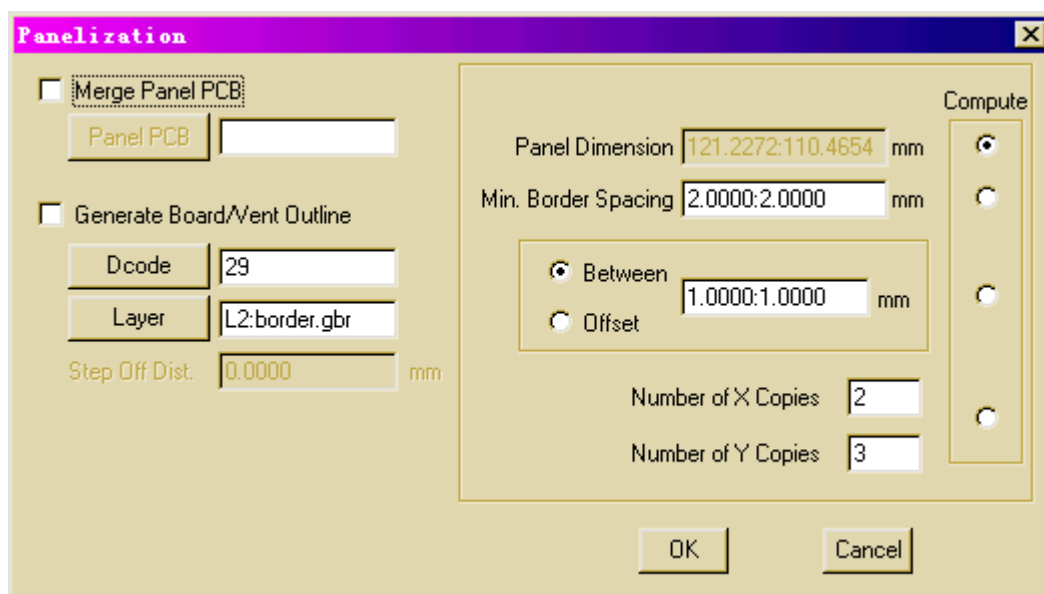 Panelization
Merge Panel PCB
Panel PCB
Generate Board/Vent Outline
Dcode 29
Layer L2:border.gbr
Step Off Dist. 0.0000 mm
Compute
Panel Dimension 121.2272:110.4654 mm
Min. Border Spacing 2.0000:2.0000 mm
Between
1.0000:1.0000 mm
Offset
Number of X Copies 2
Number of Y Copies 3
OK Cancel